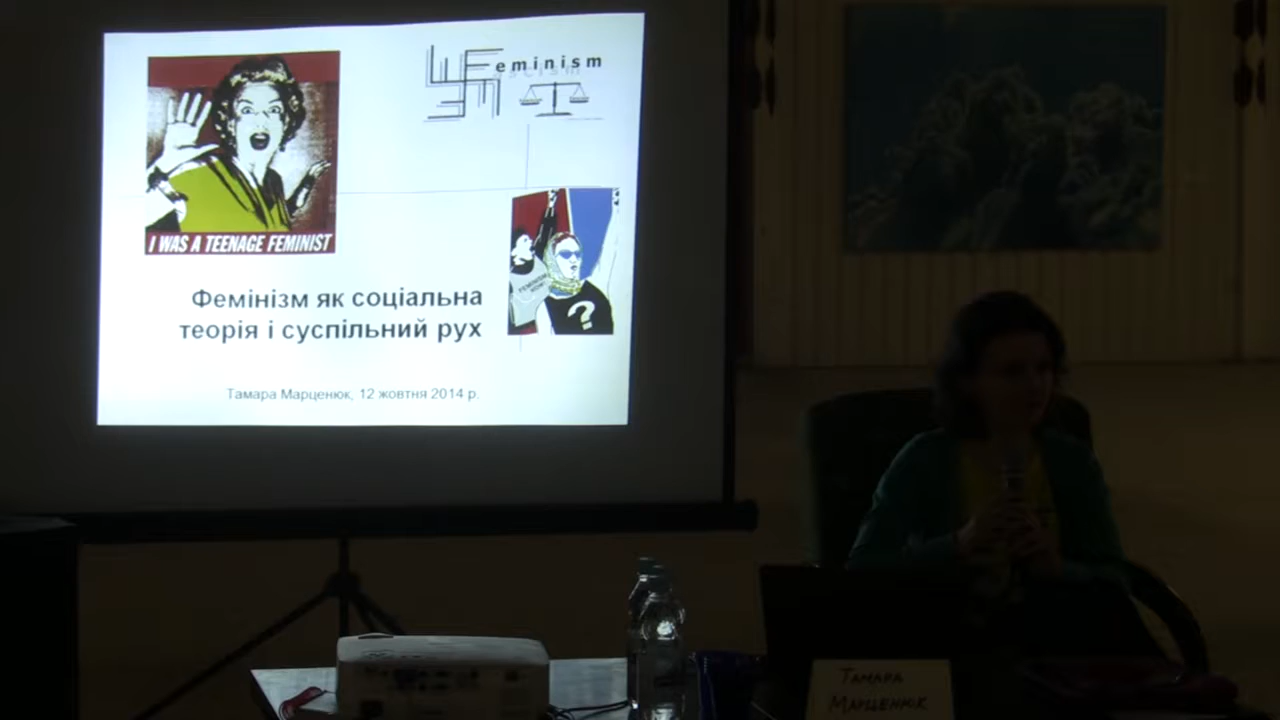 Feminism
I WAS A TEENAGE FEMINIST
Фемінізм як соціальна
теорія і суспільний рух
?
Тамара Марценюк, 12 жовтня 2014 р.
ТАМАРА
МАРЦЕНЮК